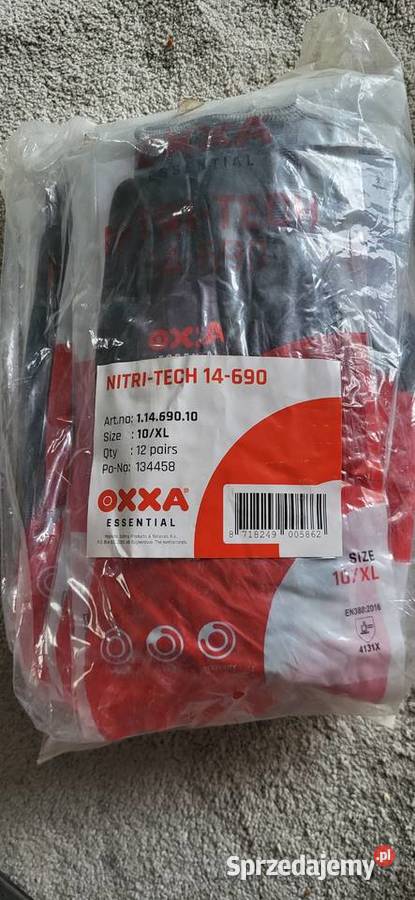 OXXA
ESSENTIAL
OXXA
NITRI-TECH 14-690
Art.no: 1.14.690.10
Size : 10/XL
Qty : 12 pairs
Po-No: 134458
OXXA®
ESSENTIAL
8 718249 005862
SIZE
10/XL
EN388:2016
4131X
Sprzedajemy.pl